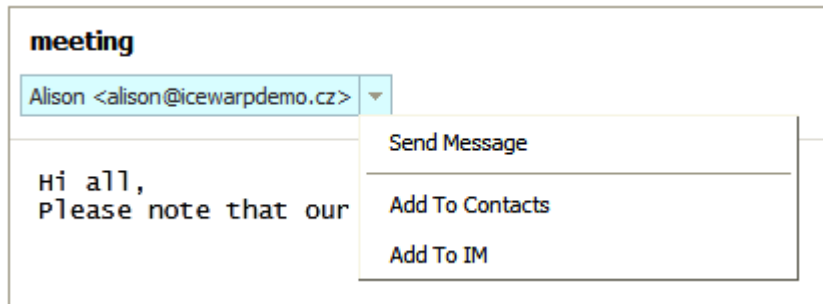 meeting
Alison <alison@icewarpdemo.cz>
Send Message
Hi all,
Please note that our
Add To Contacts
Add To IM